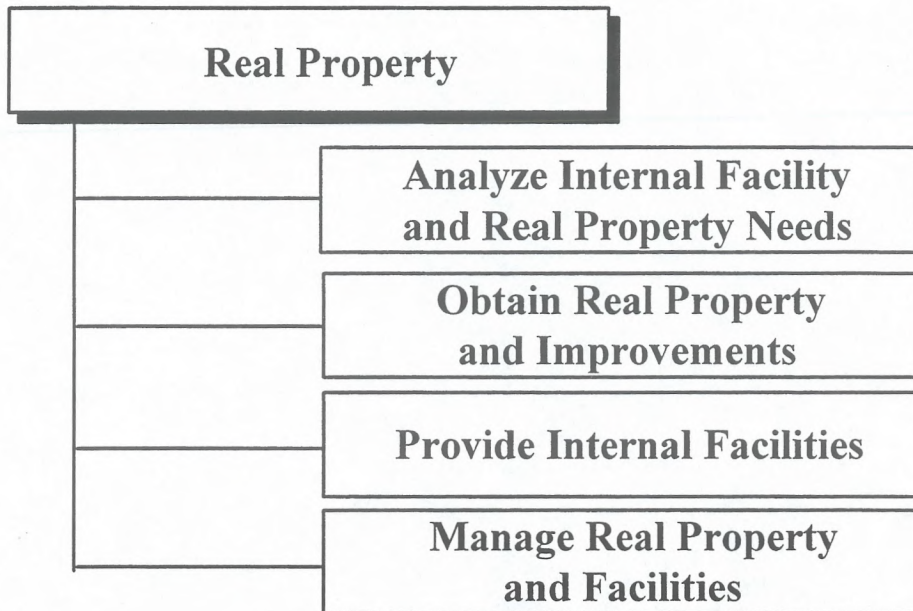 Real Property
Analyze Internal Facility
and Real Property Needs
Obtain Real Property
and Improvements
Provide Internal Facilities
Manage Real Property
and Facilities